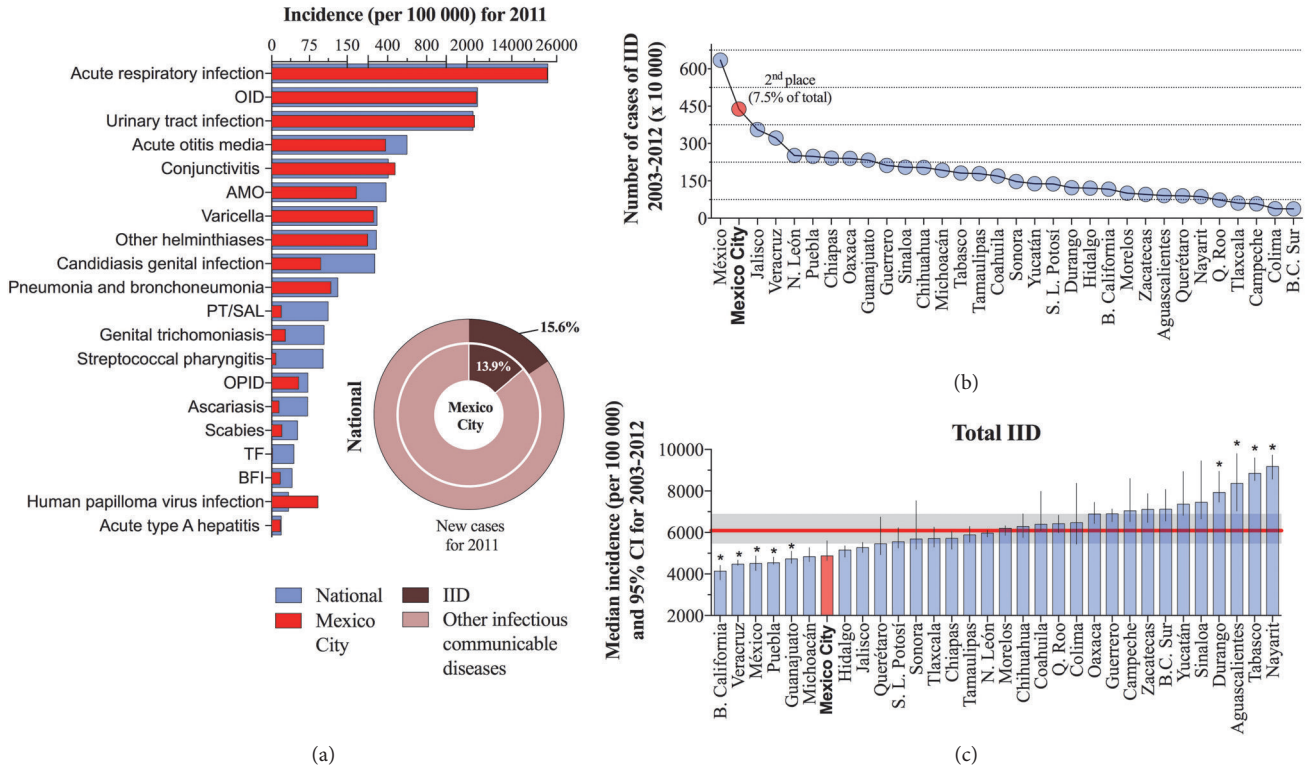 Incidence (per 100 000) for 2011
0 75 150 400 800 2000 14000 26000
Acute respiratory infection
OID
Urinary tract infection
Acute otitis media
Conjunctivitis
AMO
Varicella
Other helminthiases
Candidiasis genital infection
Pneumonia and bronchoneumonia
PT/SAL
Genital trichomoniasis
Streptococcal pharyngitis
OPID
Ascariasis
Scabies
TF
BFI
Human papilloma virus infection
Acute type A hepatitis
15.6%
13.9%
Mexico
City
National
New cases
for 2011
National
Mexico
City
IID
Other infectious
communicable
diseases
(a)
Number of cases of IID
2003-2012 (x 10 000)
600
450
300
150
0
2nd place
(7.5% of total)
México
Mexico City
Jalisco
Veracruz
N. León
Puebla
Chiapas
Oaxaca
Guanajuato
Guerrero
Sinaloa
Chihuahua
Michoacán
Tabasco
Tamaulipas
Coahuila
Sonora
Yucatán
S. L. Potosí
Durango
Hidalgo
B. California
Morelos
Zacatecas
Aguascalientes
Querétaro
Nayarit
Q. Roo
Tlaxcala
Campeche
Colima
B.C. Sur
(b)
Total IID
Median incidence (per 100 000)
and 95% CI for 2003-2012
10000
8000
6000
4000
2000
* * * * * * * * *
B. California
Veracruz
México
Puebla
Guanajuato
Michoacán
Mexico City
Hidalgo
Jalisco
Querétaro
S. L. Potosí
Sonora
Tlaxcala
Chiapas
Tamaulipas
N. León
Morelos
Chihuahua
Coahuila
Q. Roo
Colima
Oaxaca
Guerrero
Campeche
Zacatecas
B.C. Sur
Yucatán
Sinaloa
Durango
Aguascalientes
Tabasco
Nayarit
(c)